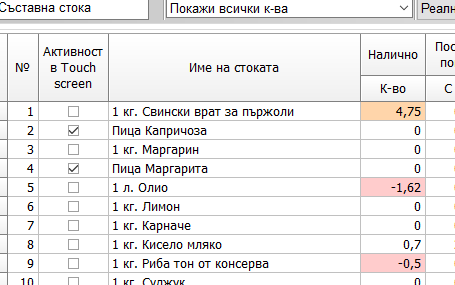 Съставна стока Покажи всички к-ва Реалн
№ Активност в Touch screen Име на стоката Налично К-во Пос по С
1 1 кг. Свински врат за пържоли 4,75
2 Пица Капричоза 0
3 1 кг. Маргарин 0
4 Пица Маргарита 0
5 1 л. Олио -1,62
6 1 кг. Лимон 0
7 1 кг. Карначе 0
8 1 кг. Кисело мляко 0,7
9 1 кг. Риба тон от консерва -0,5
10 1 кг. Суджук 0